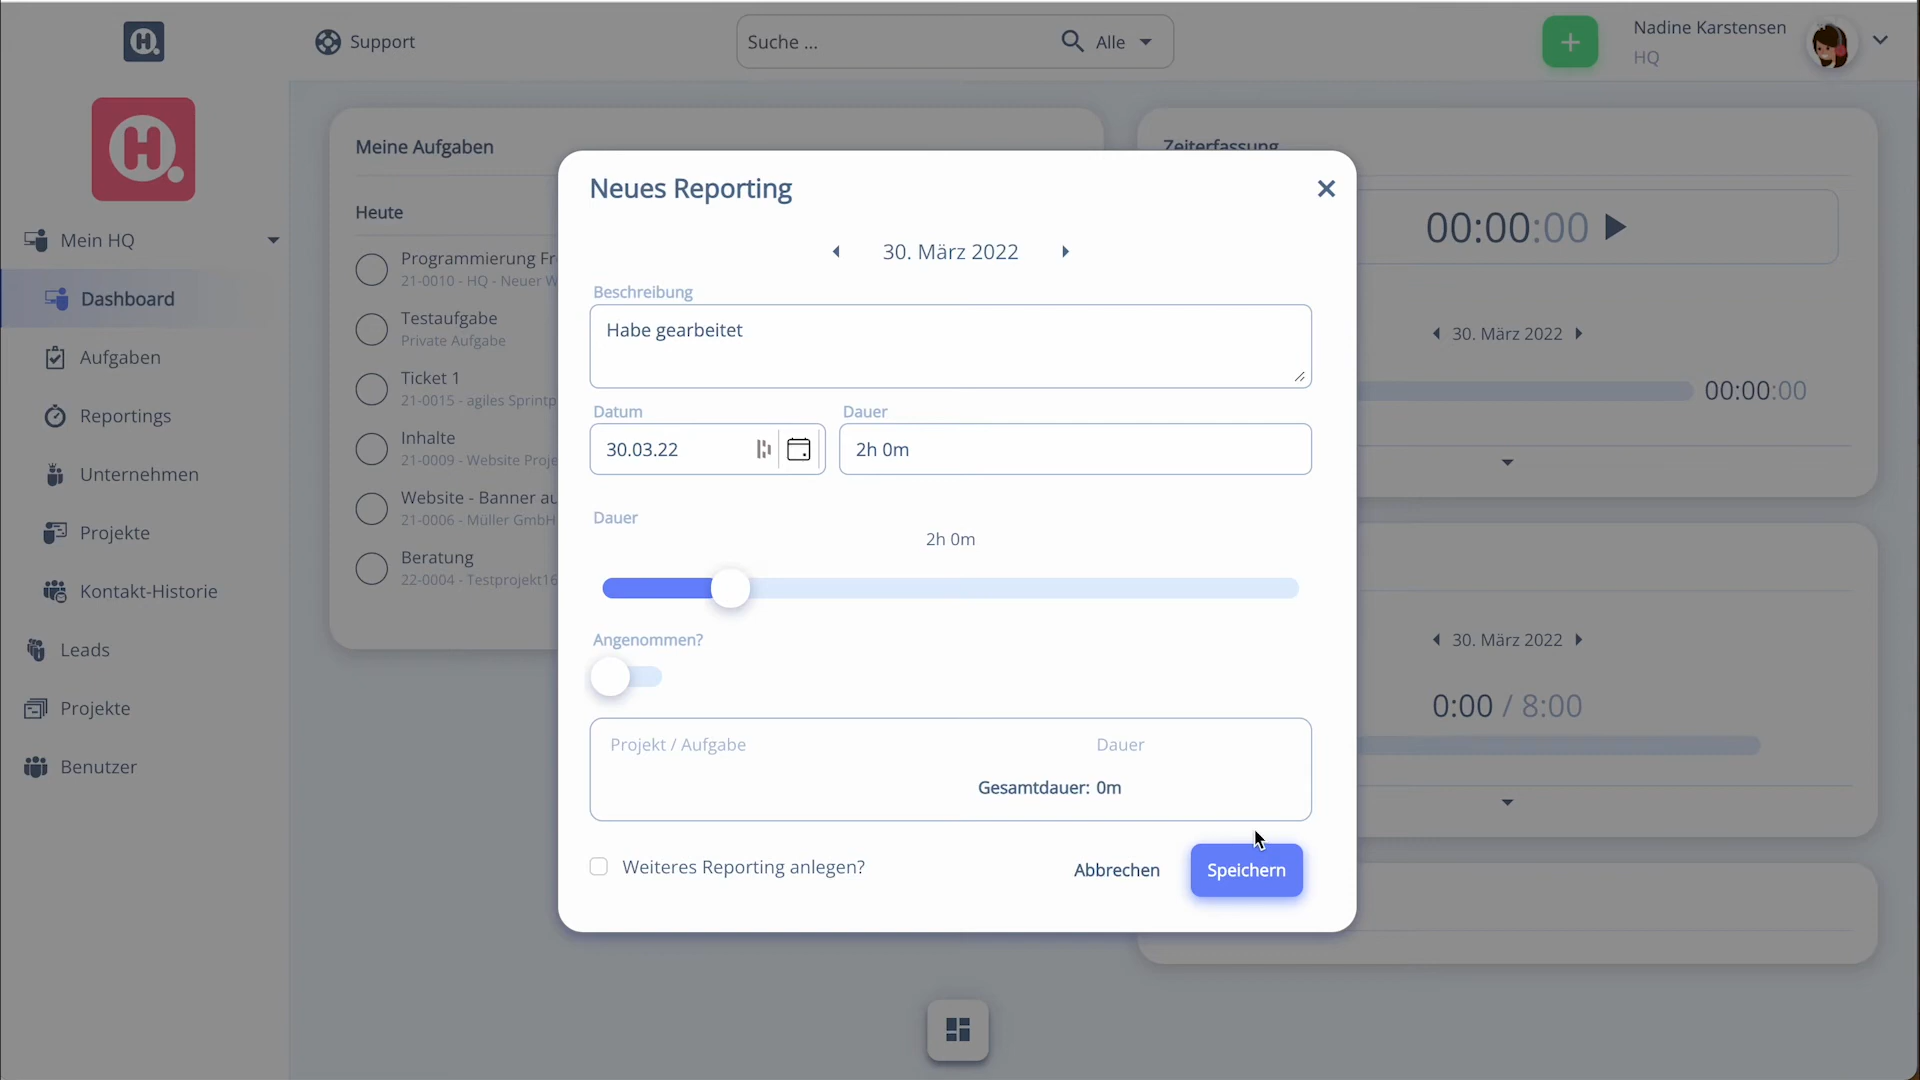 H.
Support
Suche ...
Alle
Nadine Karstensen
HQ
H.
Mein HQ
Dashboard
Aufgaben
Reportings
Unternehmen
Projekte
Kontakt-Historie
Leads
Projekte
Benutzer
Meine Aufgaben
Heute
Programmierung Fr
21-0010 - HQ - Neuer W
Testaufgabe
Private Aufgabe
Ticket 1
21-0015 - agiles Sprintp
Inhalte
21-0009 - Website Proje
Website - Banner au
21-0006 - Müller GmbH
Beratung
22-0004 - Testprojekt16
Neues Reporting
30. März 2022
Beschreibung
Habe gearbeitet
Datum
Dauer
30.03.22
2h 0m
Dauer
2h 0m
Angenommen?
Projekt / Aufgabe
Dauer
Gesamtdauer: 0m
Weiteres Reporting anlegen?
Abbrechen
Speichern
Zeiterfassung
00:00:00
30. März 2022
00:00:00
30. März 2022
0:00 / 8:00